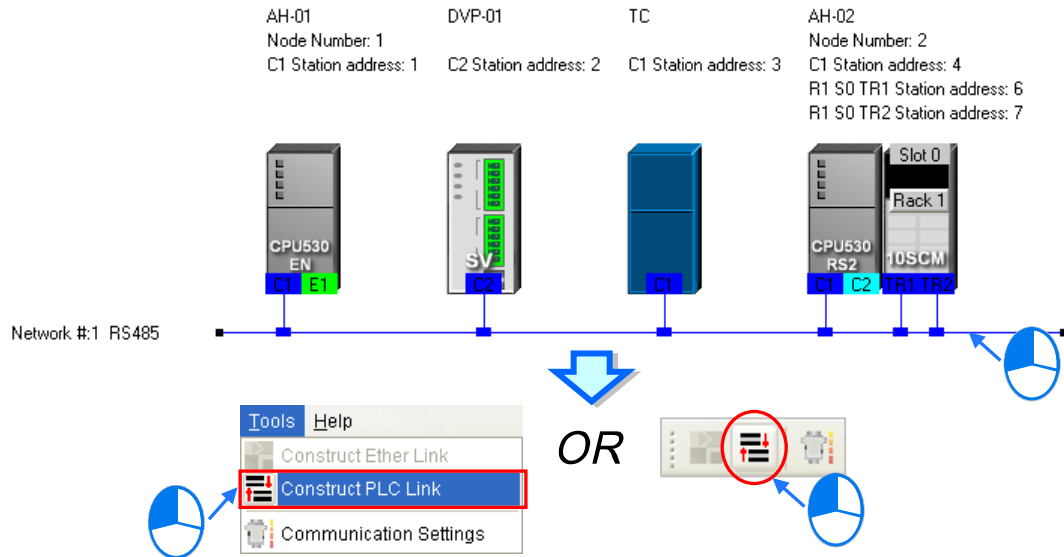 AH-01
Node Number: 1
C1 Station address: 1
DVP-01
C2 Station address: 2
TC
C1 Station address: 3
AH-02
Node Number: 2
C1 Station address: 4
R1 S0 TR1 Station address: 6
R1 S0 TR2 Station address: 7
CPU530
EN
C1 E1
SV
C2
C1
CPU530
RS2
C1 C2
Slot 0
Rack 1
10SCM
TR1 TR2
Network #:1 RS485
Tools Help
Construct Ether Link
Construct PLC Link
Communication Settings
OR